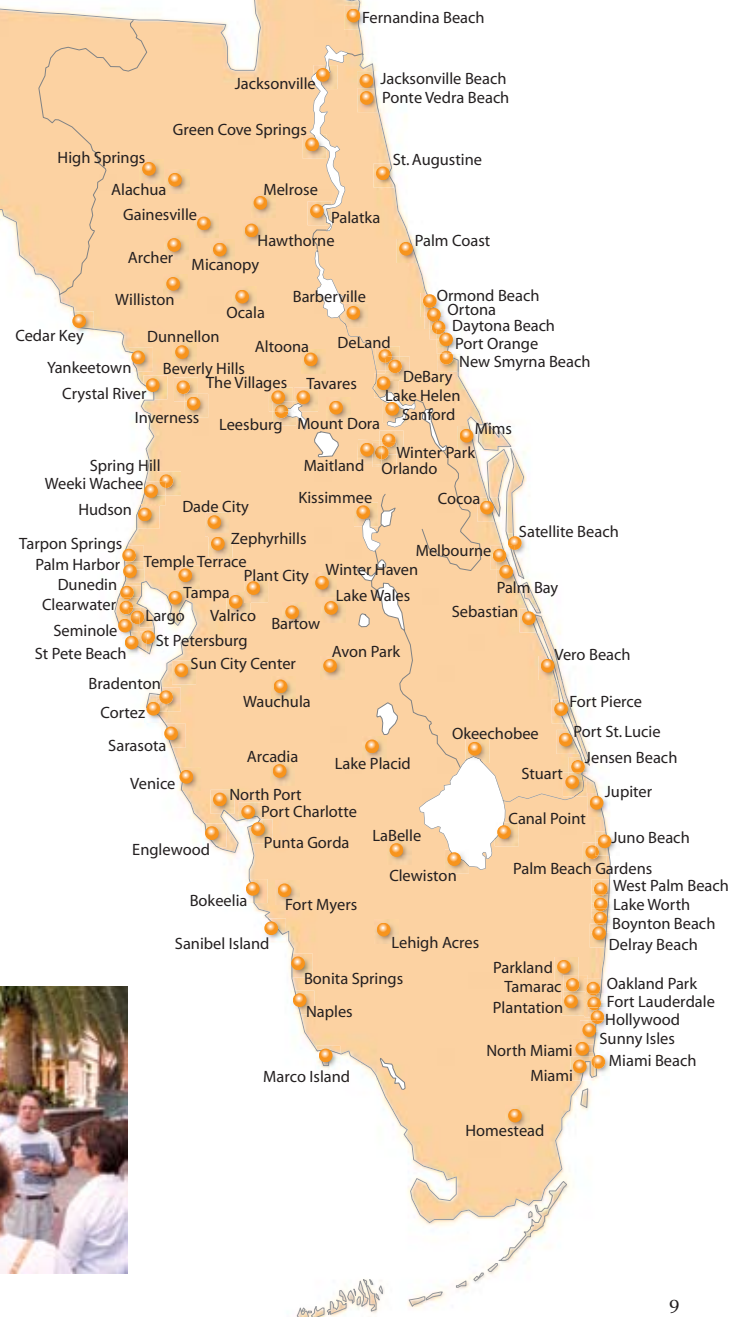 Fernandina Beach
Jacksonville
Jacksonville Beach
Ponte Vedra Beach
Green Cove Springs
High Springs
St. Augustine
Alachua
Melrose
Gainesville
Palatka
Hawthorne
Palm Coast
Archer
Micanopy
Williston
Ocala
Barberville
Ormond Beach
Ortona
Daytona Beach
Cedar Key
Dunnellon
Altoona
DeLand
Port Orange
New Smyrna Beach
Yankeetown
Beverly Hills
DeBary
Crystal River
The Villages
Tavares
Lake Helen
Inverness
Leesburg
Mount Dora
Sanford
Mims
Winter Park
Maitland
Orlando
Spring Hill
Weeki Wachee
Kissimmee
Cocoa
Hudson
Dade City
Satellite Beach
Tarpon Springs
Zephyrhills
Melbourne
Palm Harbor
Temple Terrace
Plant City
Winter Haven
Dunedin
Palm Bay
Clearwater
Tampa
Lake Wales
Largo
Valrico
Bartow
Sebastian
Seminole
St Petersburg
St Pete Beach
Avon Park
Vero Beach
Sun City Center
Bradenton
Wauchula
Fort Pierce
Cortez
Sarasota
Okeechobee
Port St. Lucie
Arcadia
Lake Placid
Jensen Beach
Stuart
Venice
Jupiter
North Port
Port Charlotte
Canal Point
Englewood
Punta Gorda
LaBelle
Juno Beach
Clewiston
Palm Beach Gardens
West Palm Beach
Bokeelia
Fort Myers
Lake Worth
Boynton Beach
Sanibel Island
Lehigh Acres
Delray Beach
Bonita Springs
Parkland
Tamarac
Oakland Park
Naples
Plantation
Fort Lauderdale
Hollywood
Sunny Isles
North Miami
Miami Beach
Marco Island
Miami
Homestead
9